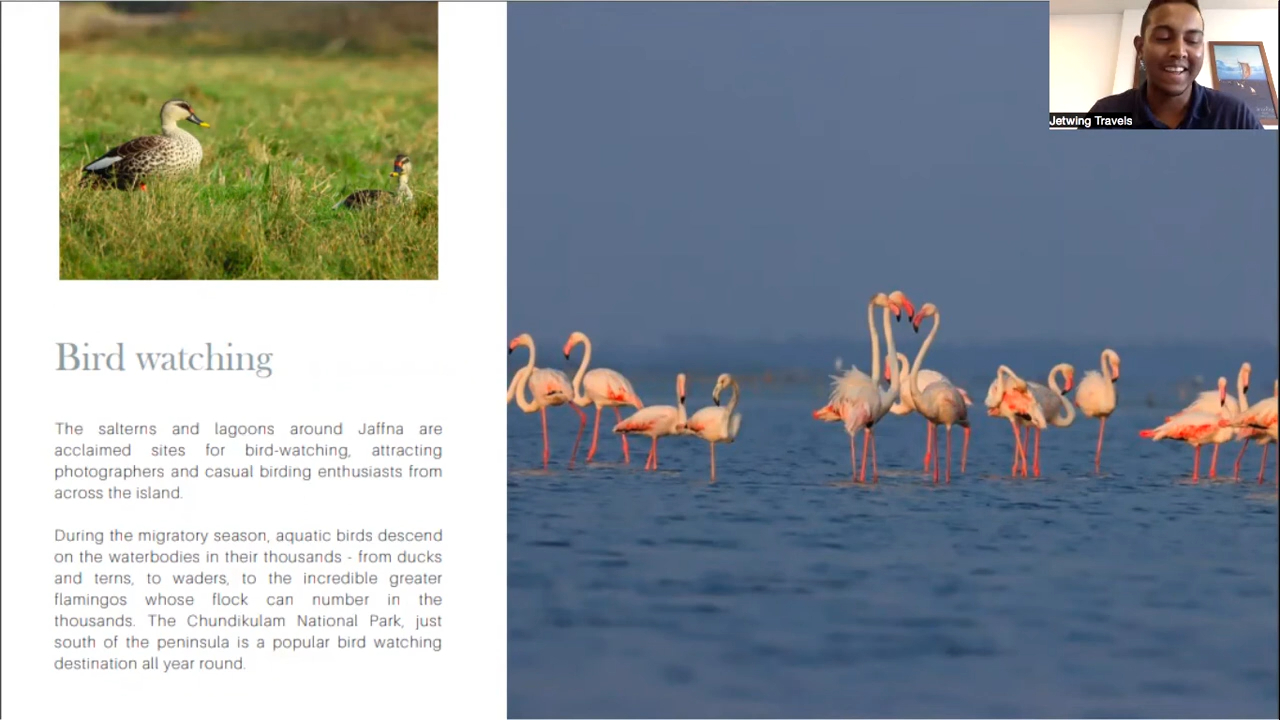 Jetwing Travels
Bird watching
The salterns and lagoons around Jaffna are
acclaimed sites for bird-watching, attracting
photographers and casual birding enthusiasts from
across the island.
During the migratory season, aquatic birds descend
on the waterbodies in their thousands - from ducks
and terns, to waders, to the incredible greater
flamingos whose flock can number in the
thousands. The Chundikulam National Park, just
south of the peninsula is a popular bird watching
destination all year round.